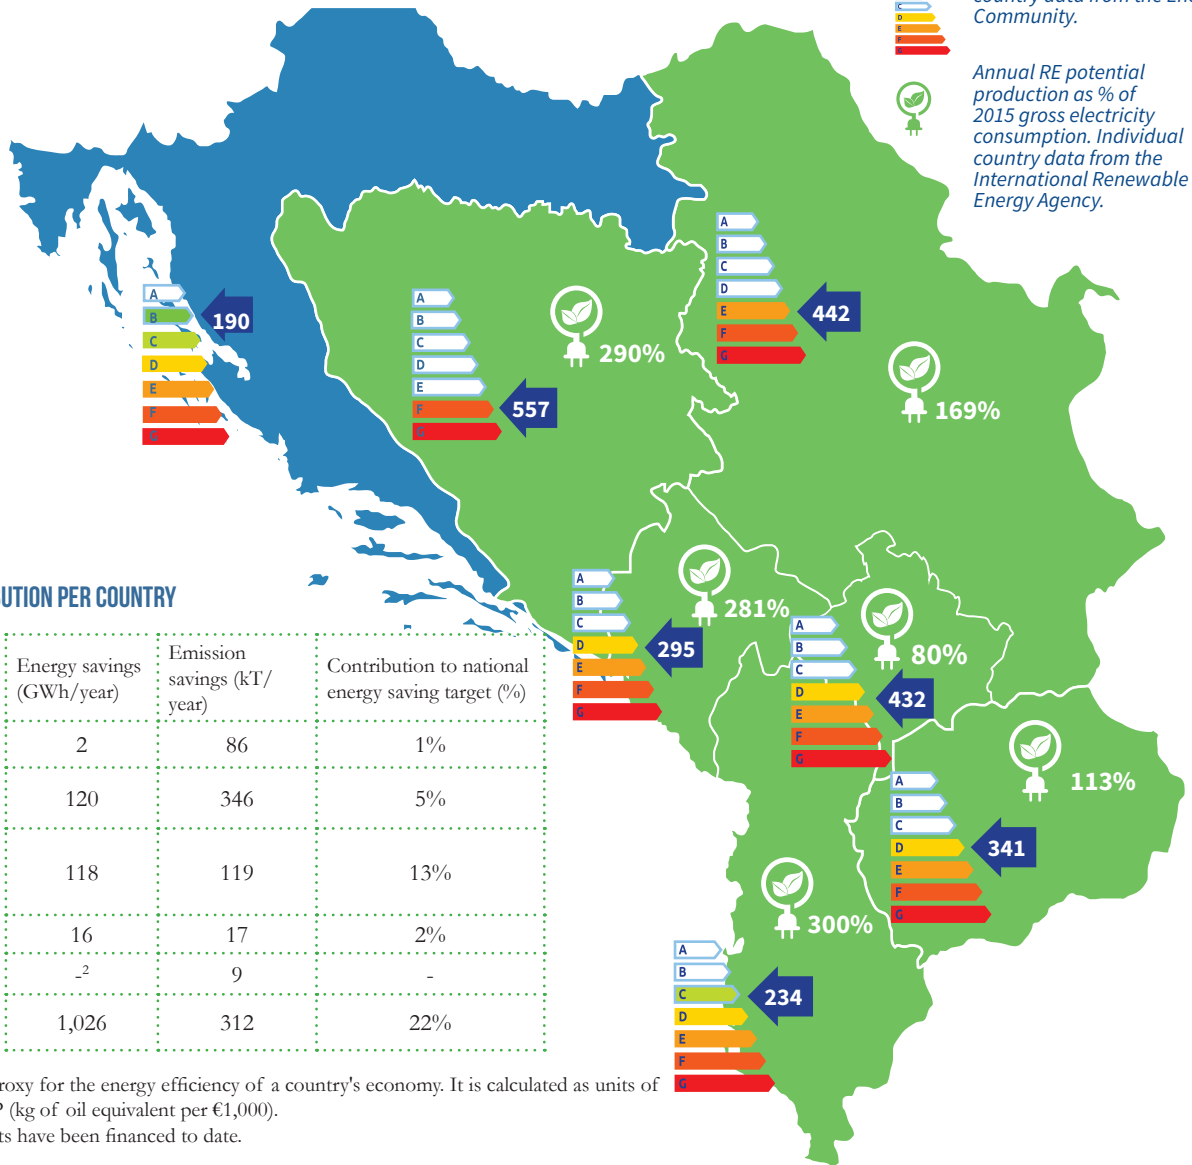 Community.
C
D
E
F
G
Annual RE potential
production as % of
2015 gross electricity
consumption. Individual
country data from the
International Renewable
Energy Agency.
A
B
C
D
E
F
G
190
A
B
C
D
E
F
G
557
290%
A
B
C
D
E
F
G
442
169%
A
B
C
D
E
F
G
295
281%
A
B
C
D
E
F
G
432
80%
A
B
C
D
E
F
G
341
113%
A
B
C
D
E
F
G
234
300%
UTION PER COUNTRY
Energy savings
(GWh/year)
Emission
savings (kT/
year)
Contribution to national
energy saving target (%)
2 86 1%
120 346 5%
118 119 13%
16 17 2%
-² 9 -
1,026 312 22%
roxy for the energy efficiency of a country's economy. It is calculated as units of
(kg of oil equivalent per €1,000).
ts have been financed to date.